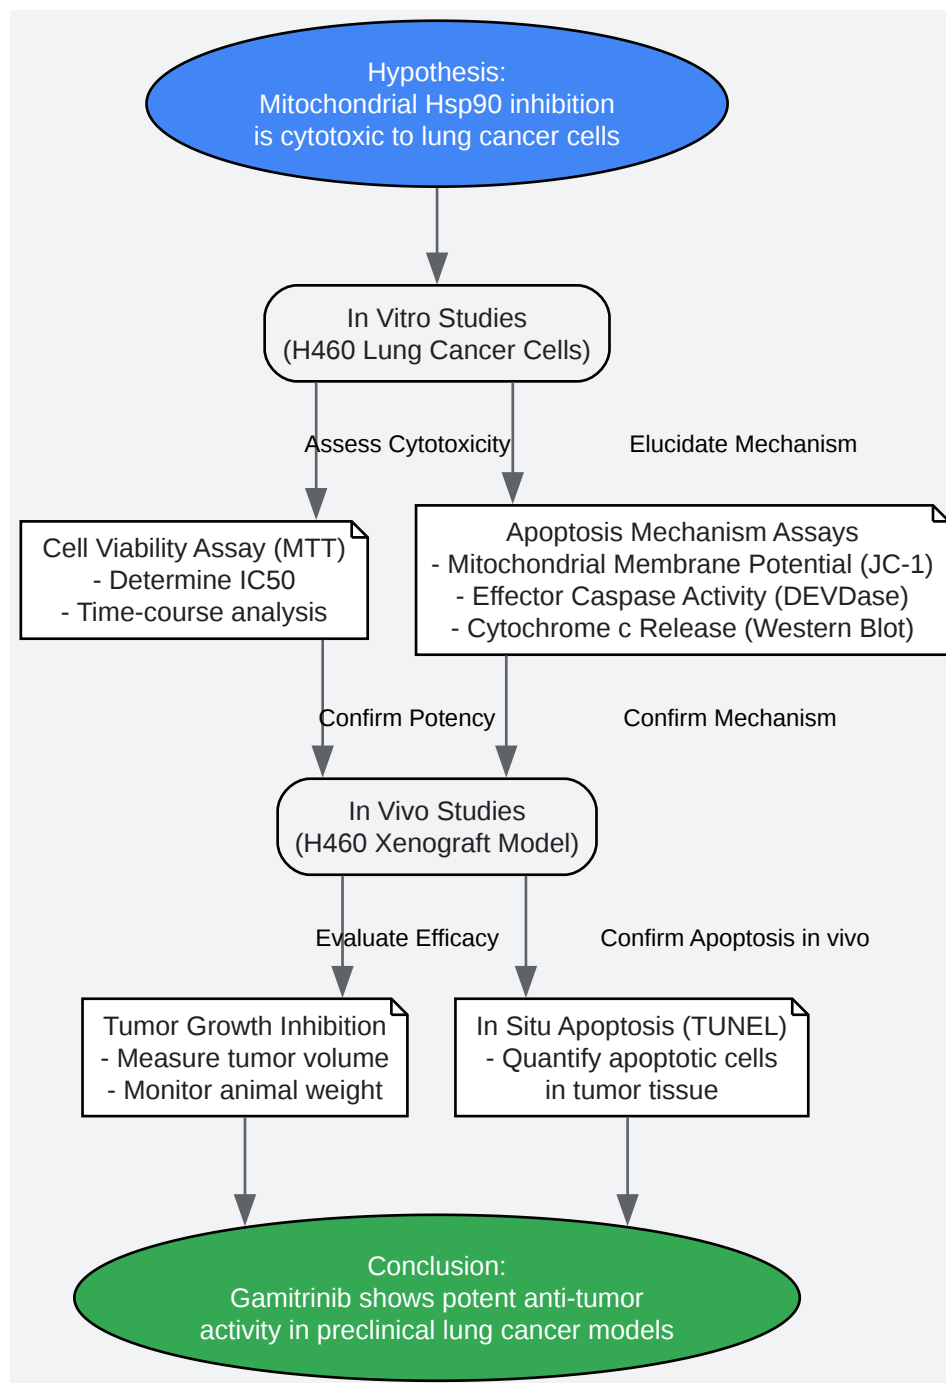 Hypothesis:
Mitochondrial Hsp90 inhibition
is cytotoxic to lung cancer cells
In Vitro Studies
(H460 Lung Cancer Cells)
Assess Cytotoxicity
Elucidate Mechanism
Cell Viability Assay (MTT)
- Determine IC50
- Time-course analysis
Apoptosis Mechanism Assays
- Mitochondrial Membrane Potential (JC-1)
- Effector Caspase Activity (DEVDase)
- Cytochrome c Release (Western Blot)
Confirm Potency
Confirm Mechanism
In Vivo Studies
(H460 Xenograft Model)
Evaluate Efficacy
Confirm Apoptosis in vivo
Tumor Growth Inhibition
- Measure tumor volume
- Monitor animal weight
In Situ Apoptosis (TUNEL)
- Quantify apoptotic cells
in tumor tissue
Conclusion:
Gamitrinib shows potent anti-tumor
activity in preclinical lung cancer models